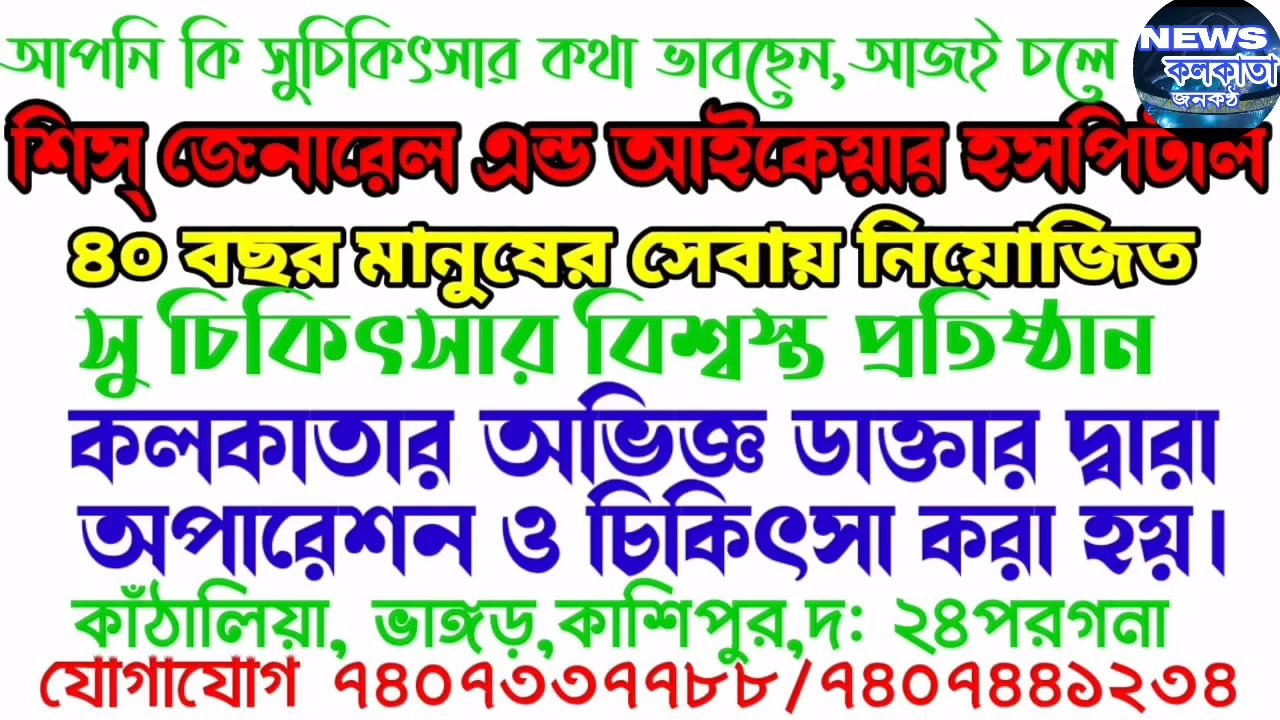 আপনি কি সুচিকিৎসার কথা ভাবছেন,আজই চলে
NEWS
কলকাতা
জনকন্ঠ
শিস্ জেনারেল এন্ড আইকেয়ার হসপিটাল
৪০ বছর মানুষের সেবায় নিয়োজিত
সু চিকিৎসার বিশ্বস্ত প্রতিষ্ঠান
কলকাতার অভিজ্ঞ ডাক্তার দ্বারা
অপারেশন ও চিকিৎসা করা হয়।
কাঁঠালিয়া, ভাঙ্গড়,কাশিপুর,দঃ ২৪পরগনা
যোগাযোগ ৭৪০৭৩৩৭৭৮৮/৭৪০৭৪৪১২৩৪